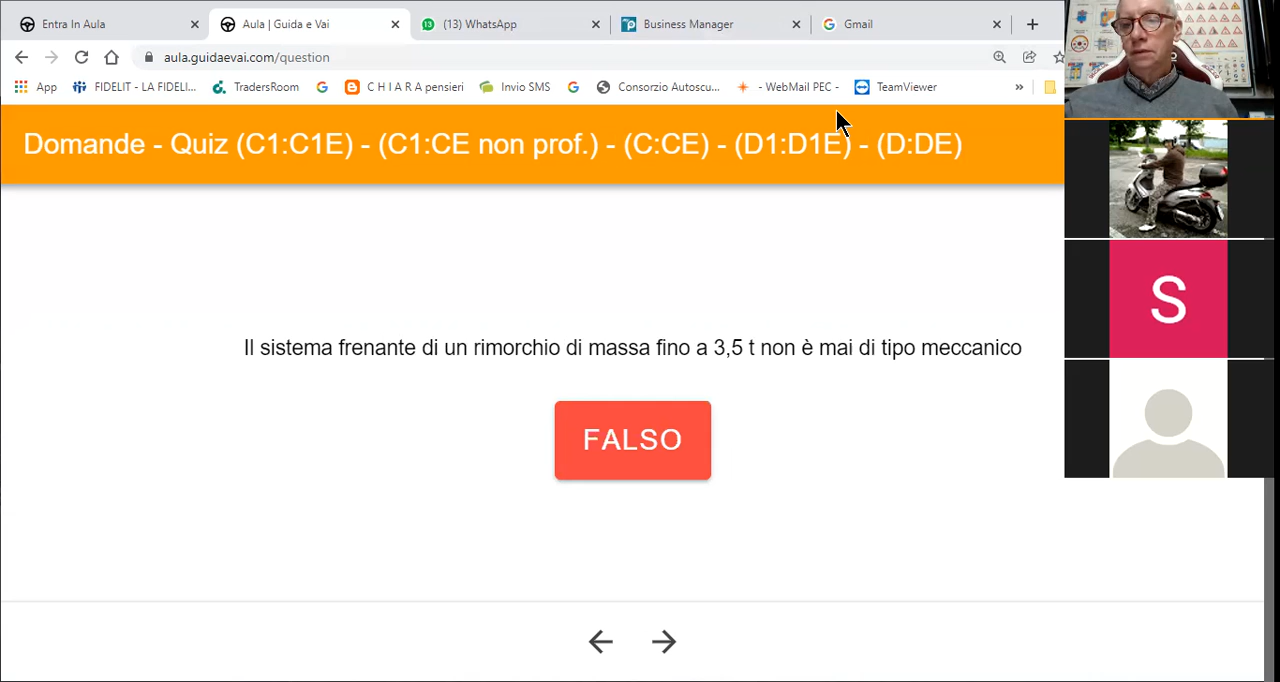 Entra In Aula
Aula | Guida e Vai
(13) WhatsApp
Business Manager
Gmail
aula.guidaevai.com/question
App
FIDELIT - LA FIDELI...
TradersRoom
C H I A R A pensieri
Invio SMS
Consorzio Autoscu...
- WebMail PEC -
TeamViewer
»
Domande - Quiz (C1:C1E) - (C1:CE non prof.) - (C:CE) - (D1:D1E) - (D:DE)
Il sistema frenante di un rimorchio di massa fino a 3,5 t non è mai di tipo meccanico
FALSO
S